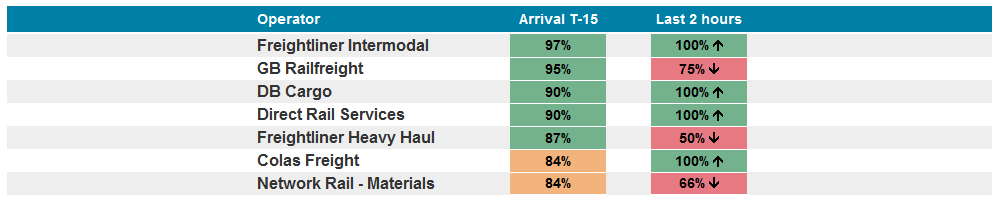 Operator Arrival T-15 Last 2 hours
Freightliner Intermodal 97% 100% ↑
GB Railfreight 95% 75% ↓
DB Cargo 90% 100% ↑
Direct Rail Services 90% 100% ↑
Freightliner Heavy Haul 87% 50% ↓
Colas Freight 84% 100% ↑
Network Rail - Materials 84% 66% ↓